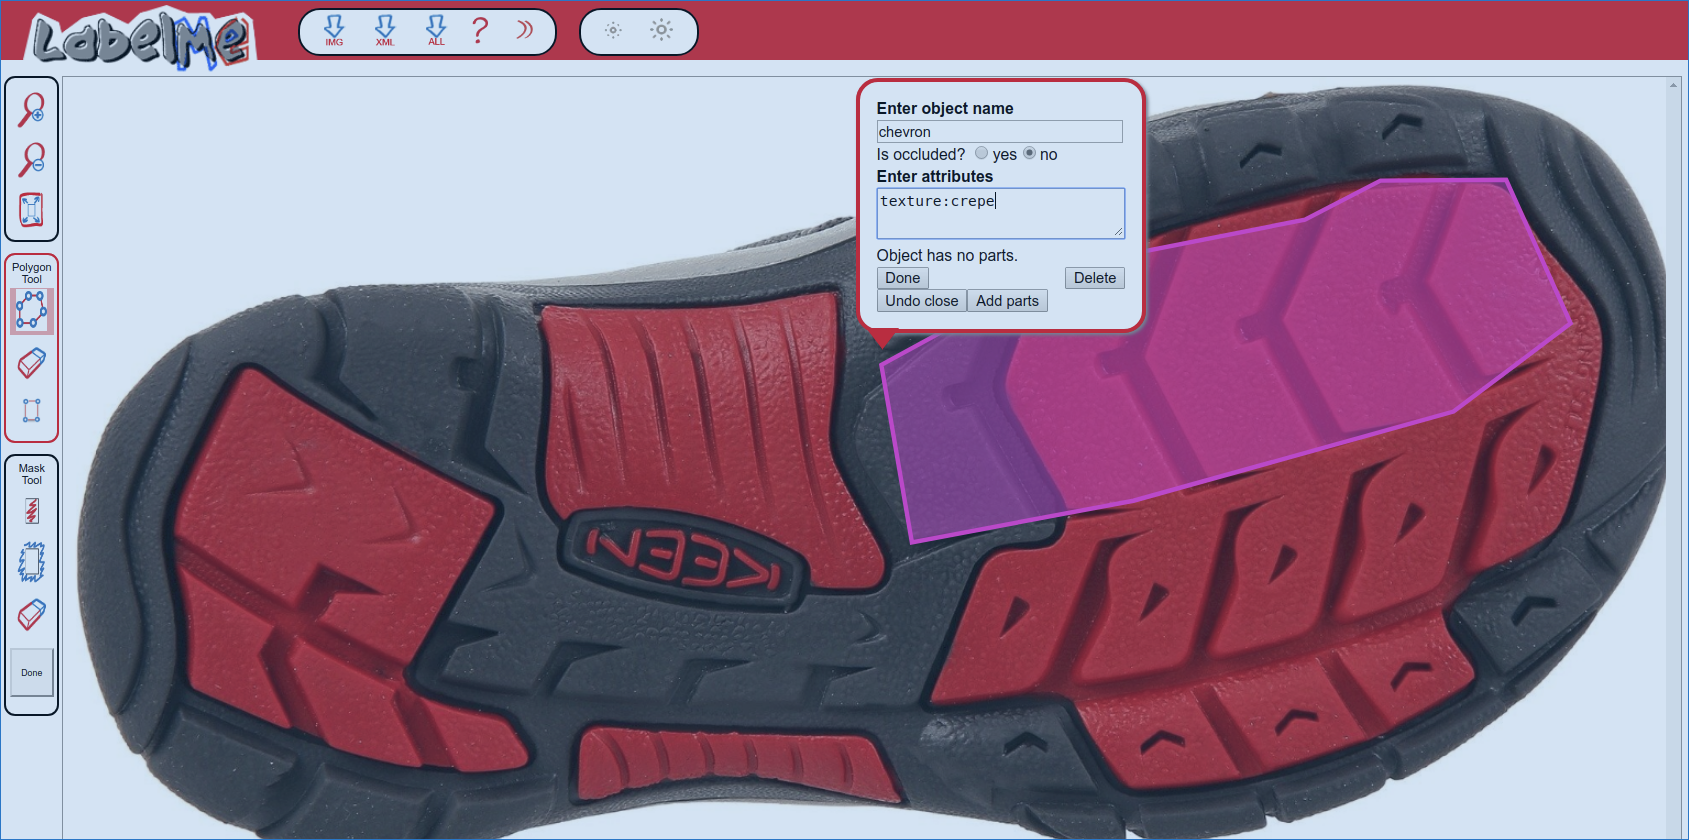 LabelMe
IMG
XML
ALL
?
Polygon
Tool
Mask
Tool
Done
Enter object name
chevron
Is occluded? yes no
Enter attributes
texture:crepe
Object has no parts.
Done
Delete
Undo close
Add parts
KEEN